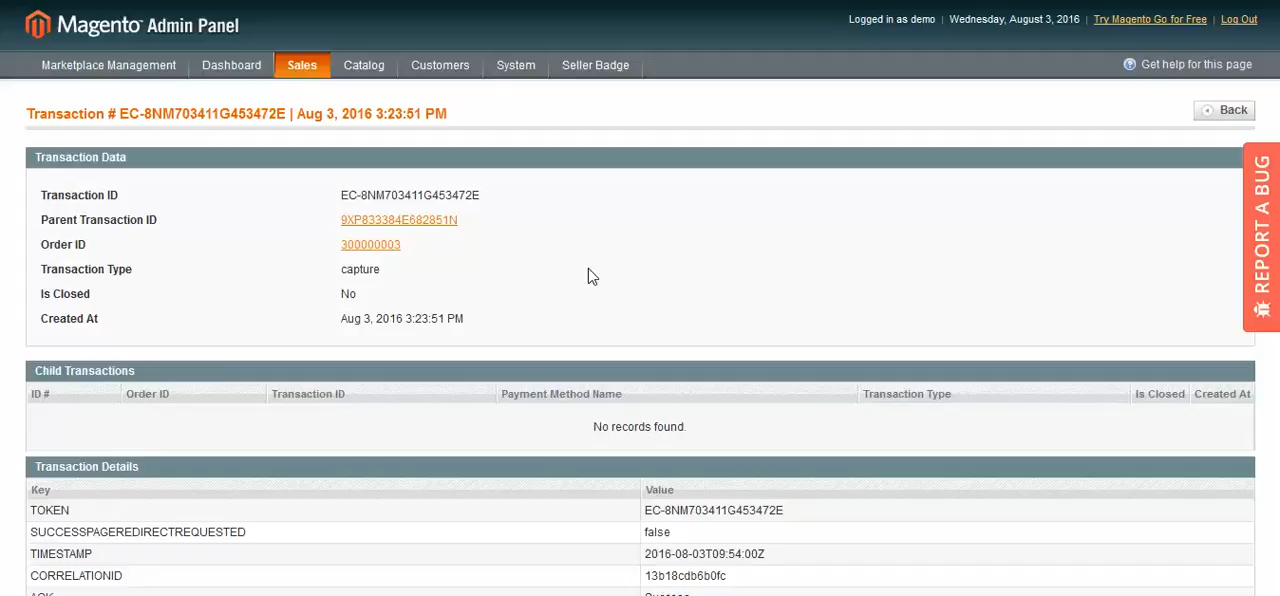 Magento Admin Panel
Logged in as demo | Wednesday, August 3, 2016 | Try Magento Go for Free | Log Out
Marketplace Management Dashboard Sales Catalog Customers System Seller Badge Get help for this page
Transaction # EC-8NM703411G453472E | Aug 3, 2016 3:23:51 PM
Back
Transaction Data
Transaction ID EC-8NM703411G453472E
Parent Transaction ID 9XP833384E682851N
Order ID 300000003
Transaction Type capture
Is Closed No
Created At Aug 3, 2016 3:23:51 PM
REPORT A BUG
Child Transactions
ID # Order ID Transaction ID Payment Method Name Transaction Type Is Closed Created At
No records found.
Transaction Details
Key Value
TOKEN EC-8NM703411G453472E
SUCCESSPAGEREDIRECTREQUESTED false
TIMESTAMP 2016-08-03T09:54:00Z
CORRELATIONID 13b18cdb6b0fc
ACK Success